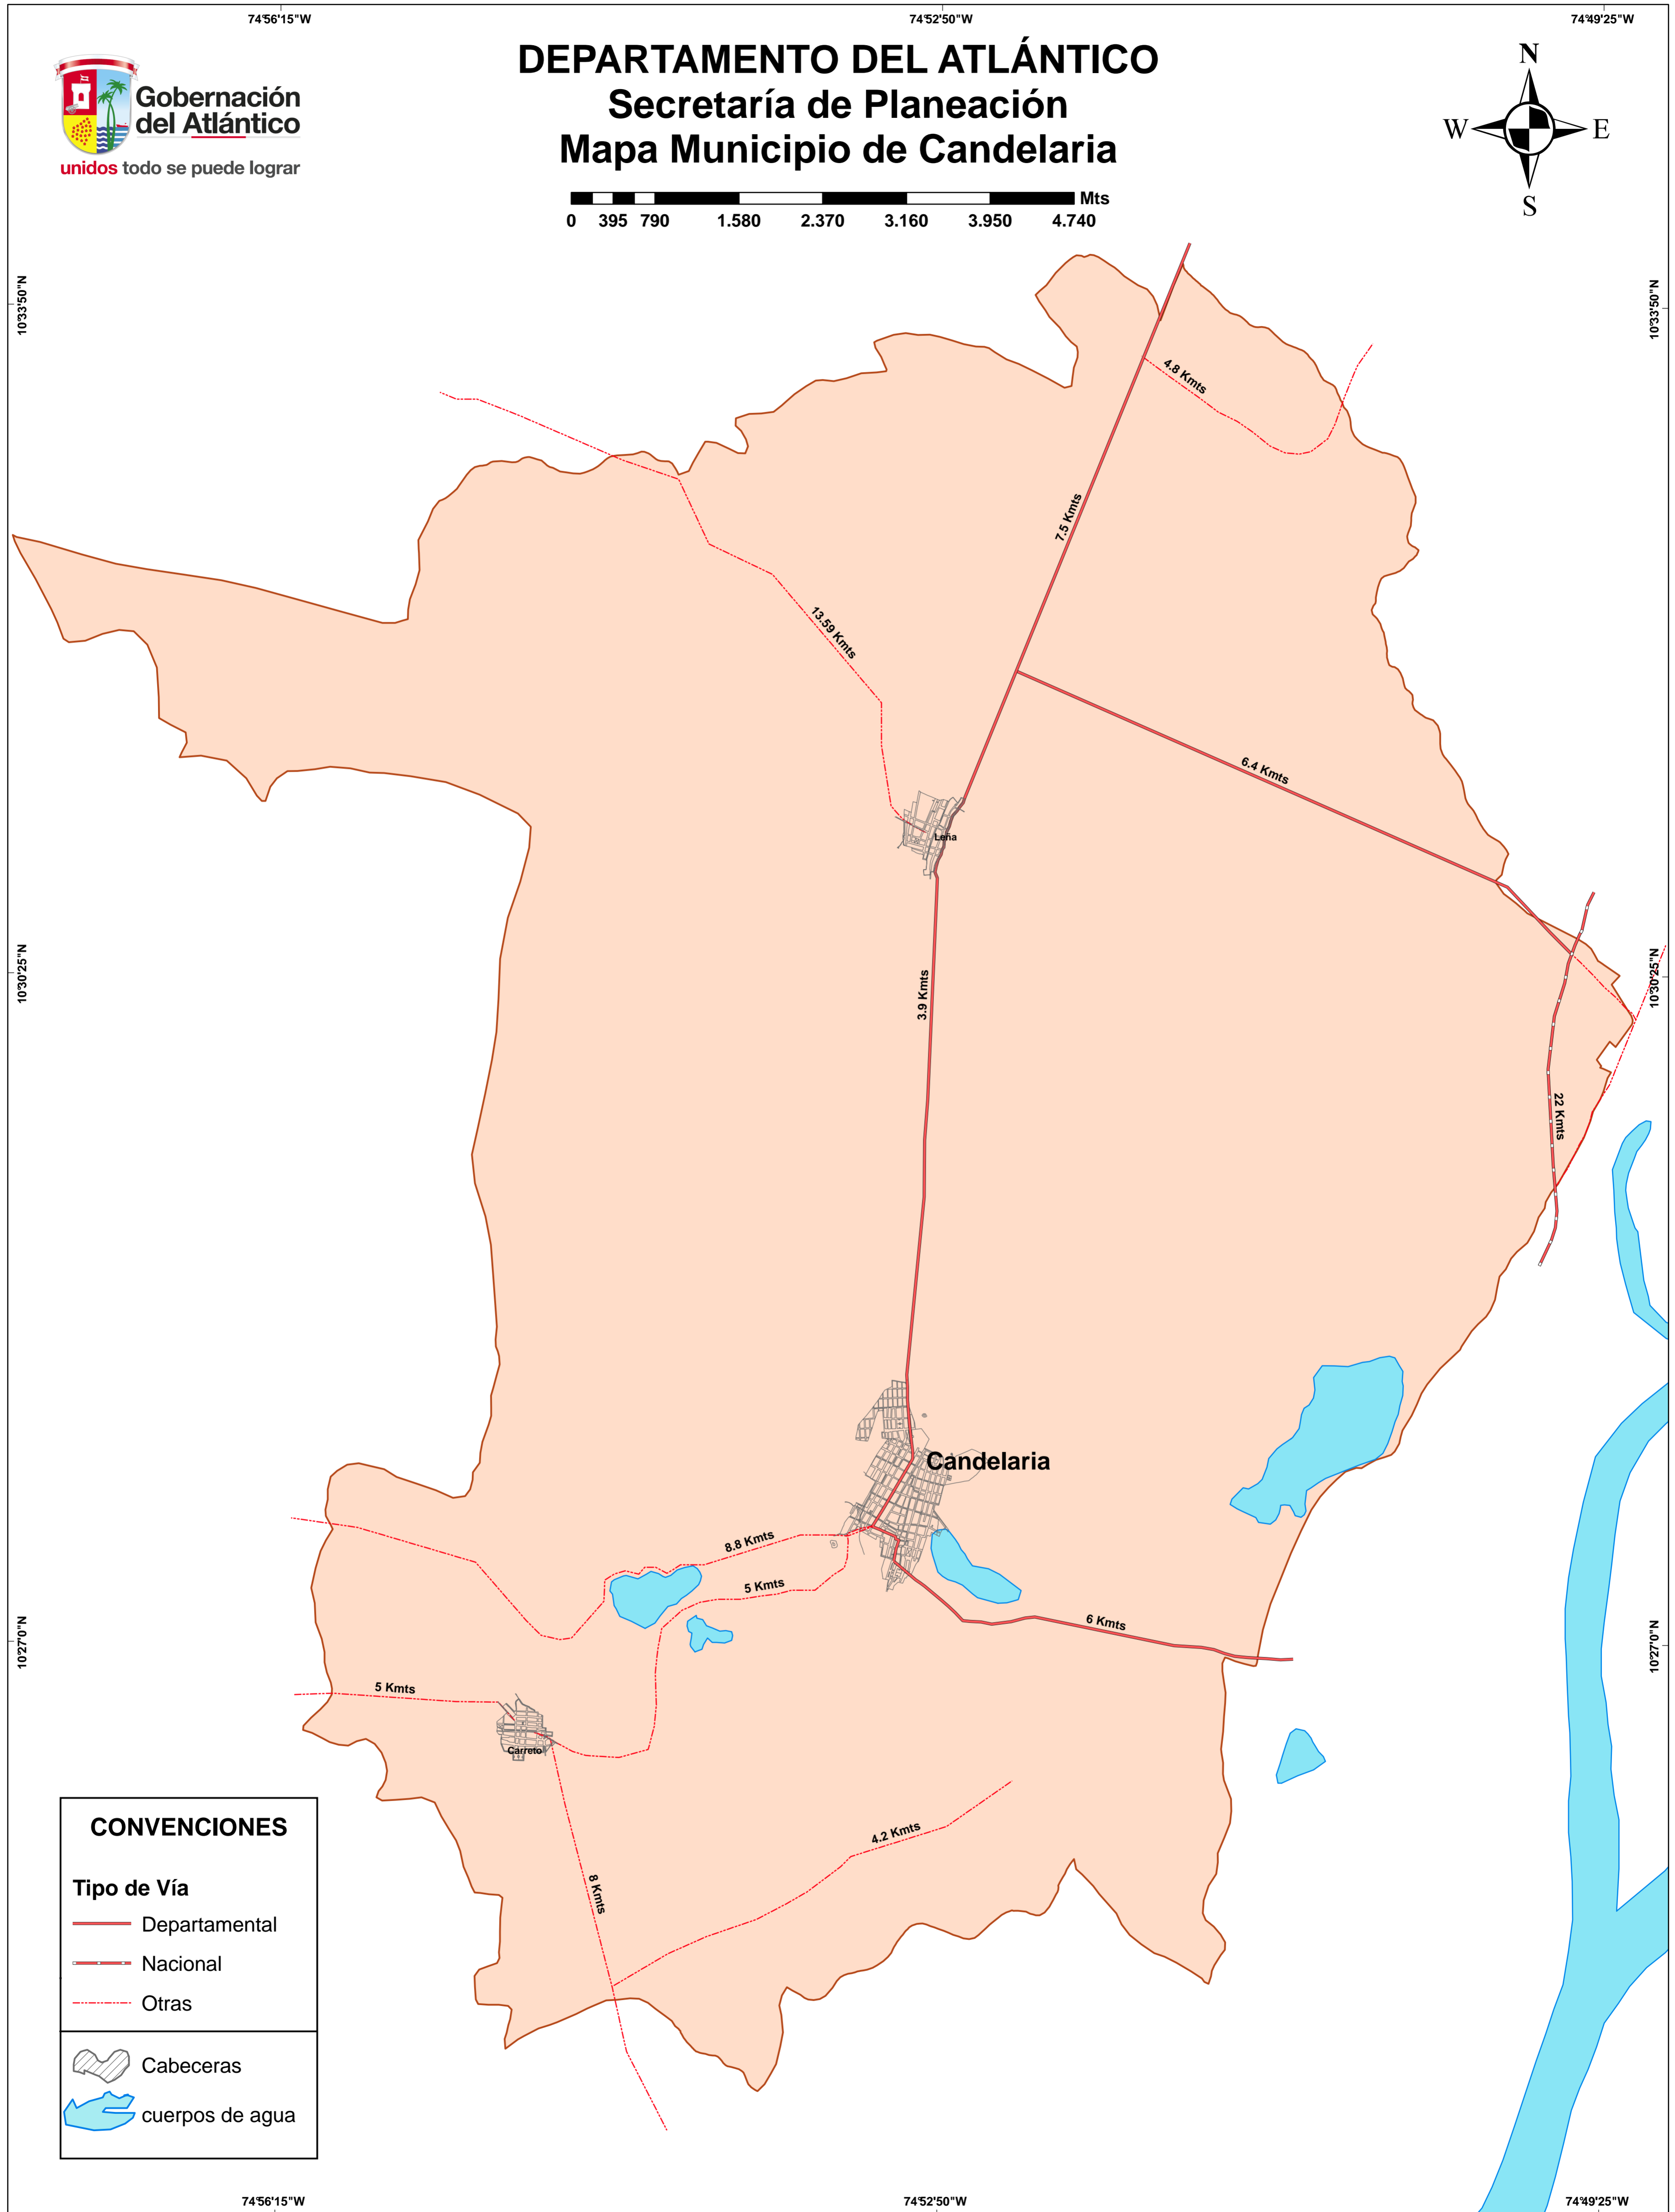 74°56'15"W
74°52'50"W
74°49'25"W
Gobernación
del Atlántico
unidos todo se puede lograr
DEPARTAMENTO DEL ATLÁNTICO
Secretaría de Planeación
Mapa Municipio de Candelaria
N
W
E
S
Mts
0 395 790 1.580 2.370 3.160 3.950 4.740
10°33'50"N
10°33'50"N
4.8 Kmts
7.5 Kmts
13.59 Kmts
6.4 Kmts
Leña
10°30'25"N
10°30'25"N
3.9 Kmts
22 Kmts
Candelaria
8.8 Kmts
5 Kmts
6 Kmts
10°27'0"N
10°27'0"N
5 Kmts
Carreto
4.2 Kmts
8 Kmts
CONVENCIONES
Tipo de Vía
Departamental
Nacional
Otras
Cabeceras
cuerpos de agua
74°56'15"W
74°52'50"W
74°49'25"W